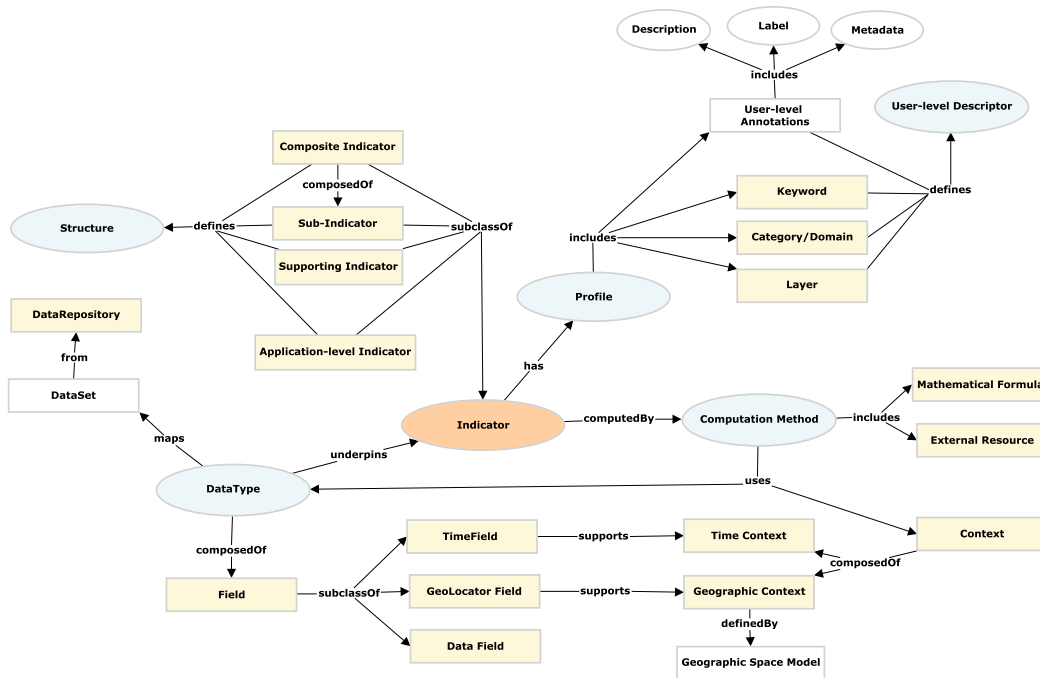 Description
Label
Metadata
includes
User-level
Annotations
User-level Descriptor
Composite Indicator
composedOf
Keyword
defines
Structure
defines
Sub-Indicator
subclassOf
includes
Category/Domain
Supporting Indicator
Layer
Profile
DataRepository
Application-level Indicator
from
has
DataSet
Mathematical Formula
Indicator
computedBy
Computation Method
includes
maps
underpins
External Resource
DataType
uses
composedOf
TimeField
supports
Time Context
Context
composedOf
Field
subclassOf
GeoLocator Field
supports
Geographic Context
definedBy
Data Field
Geographic Space Model